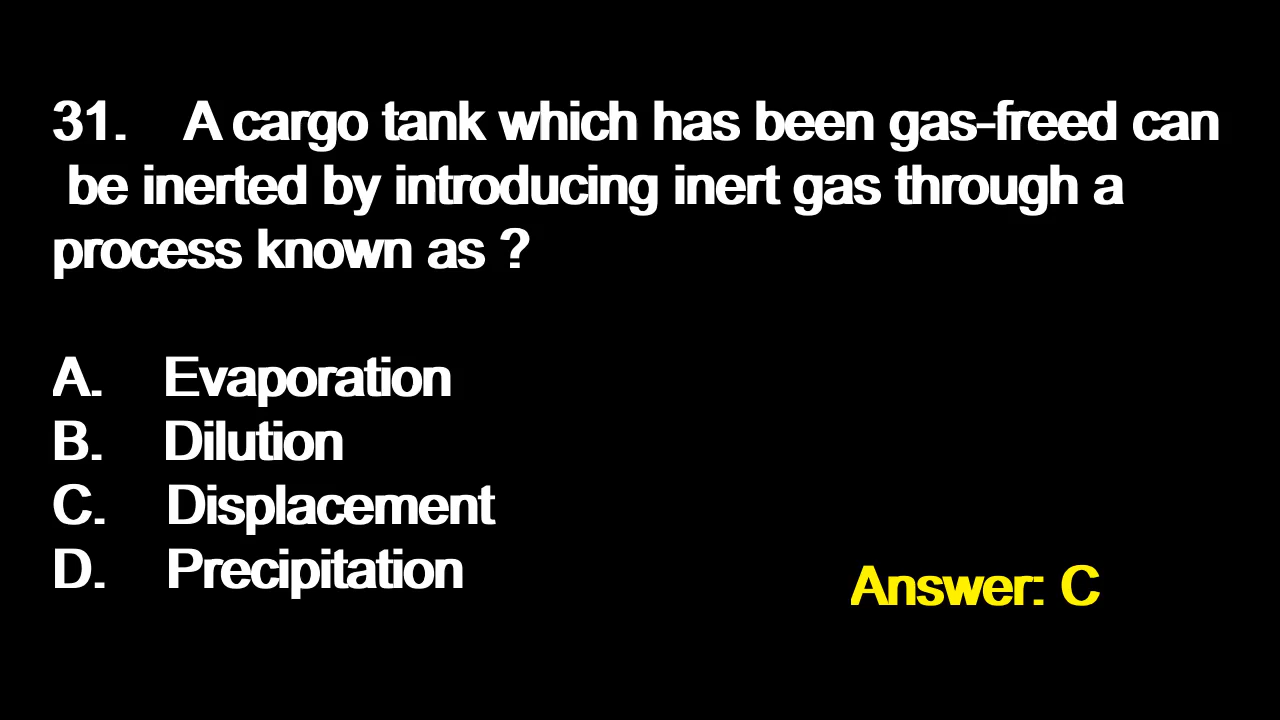 31. A cargo tank which has been gas-freed can
be inerted by introducing inert gas through a
process known as ?
A. Evaporation
B. Dilution
C. Displacement
D. Precipitation
Answer: C